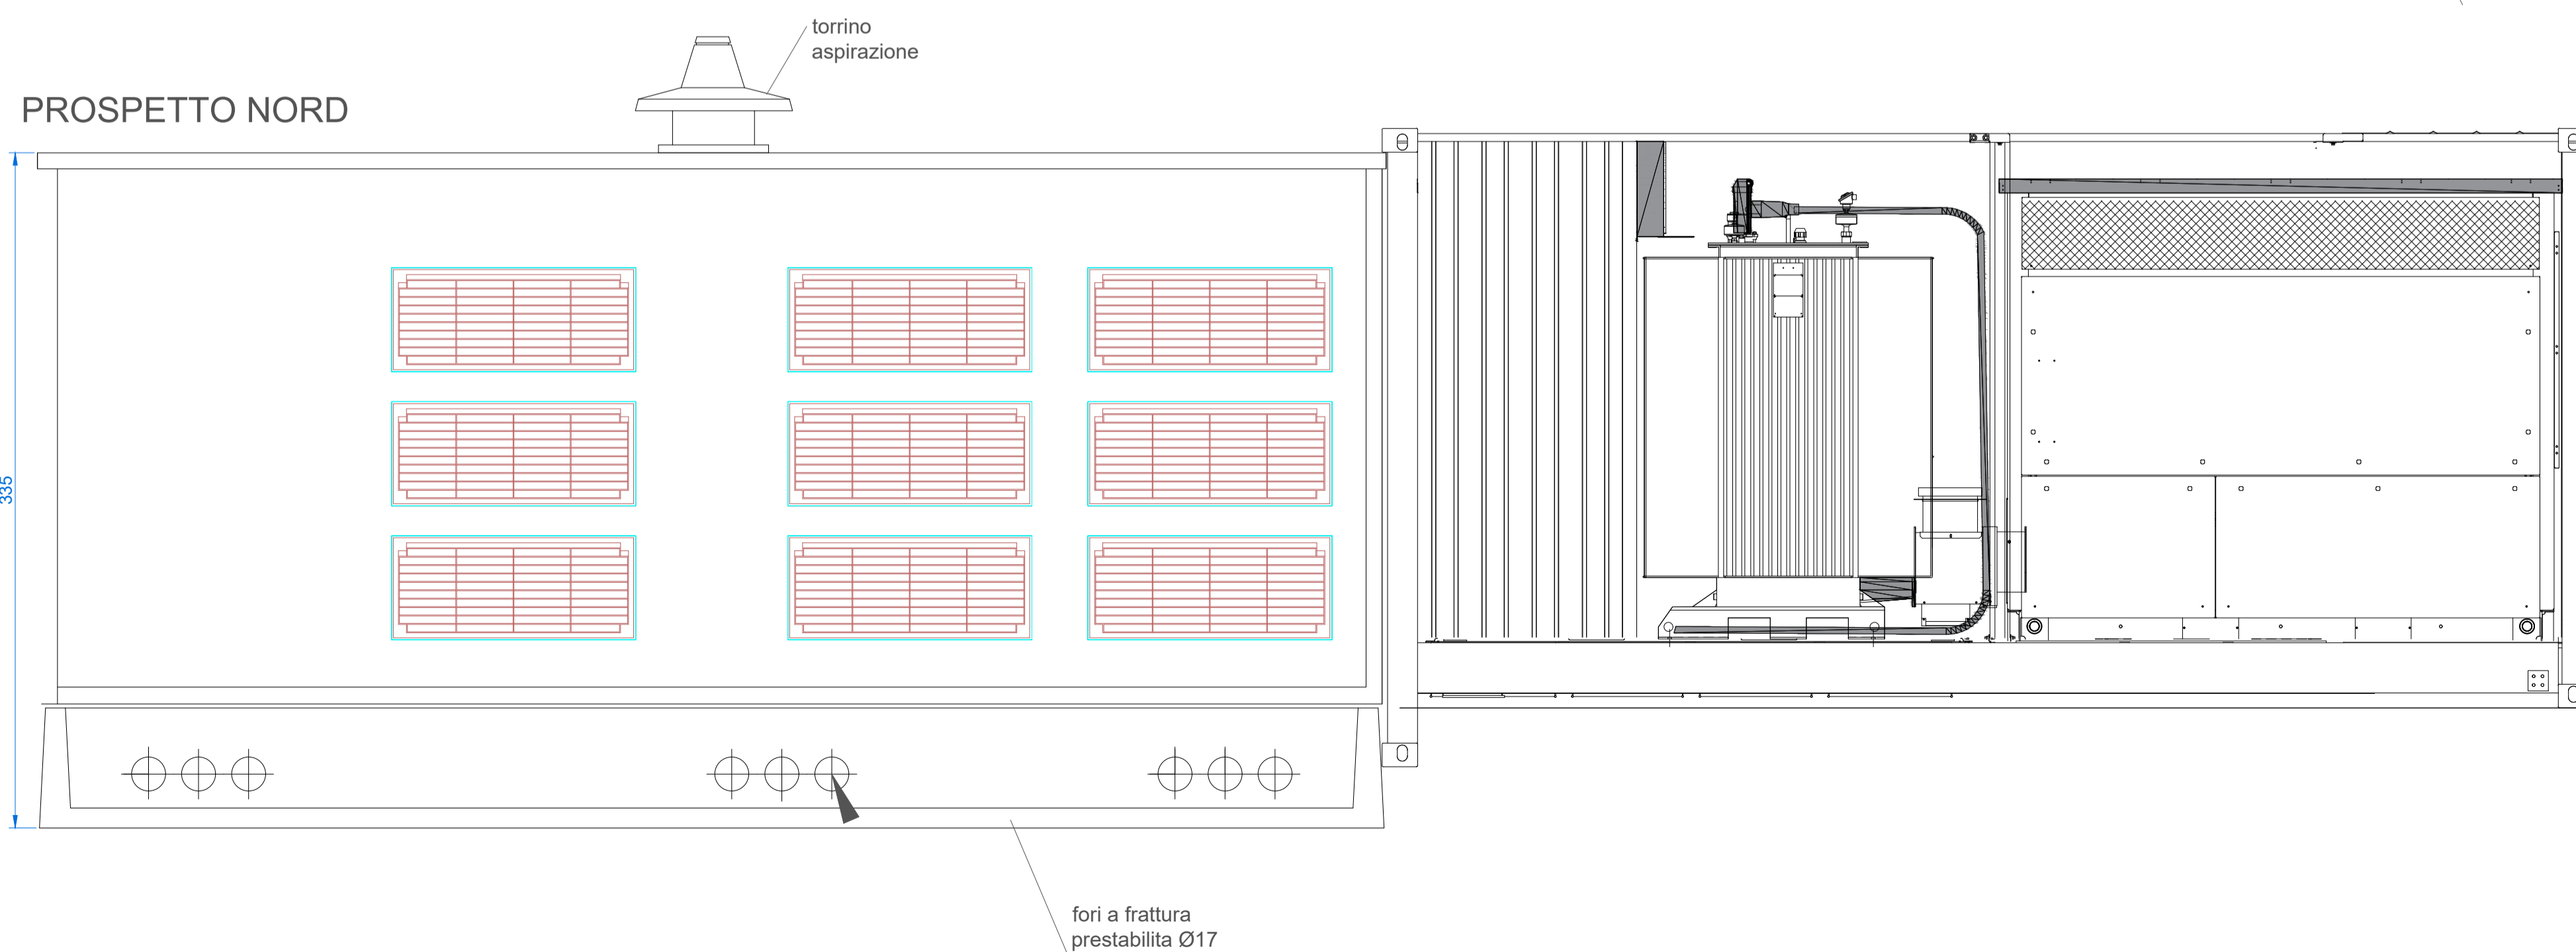 torrino
aspirazione
PROSPETTO NORD
335
fori a frattura
prestabilita Ø17